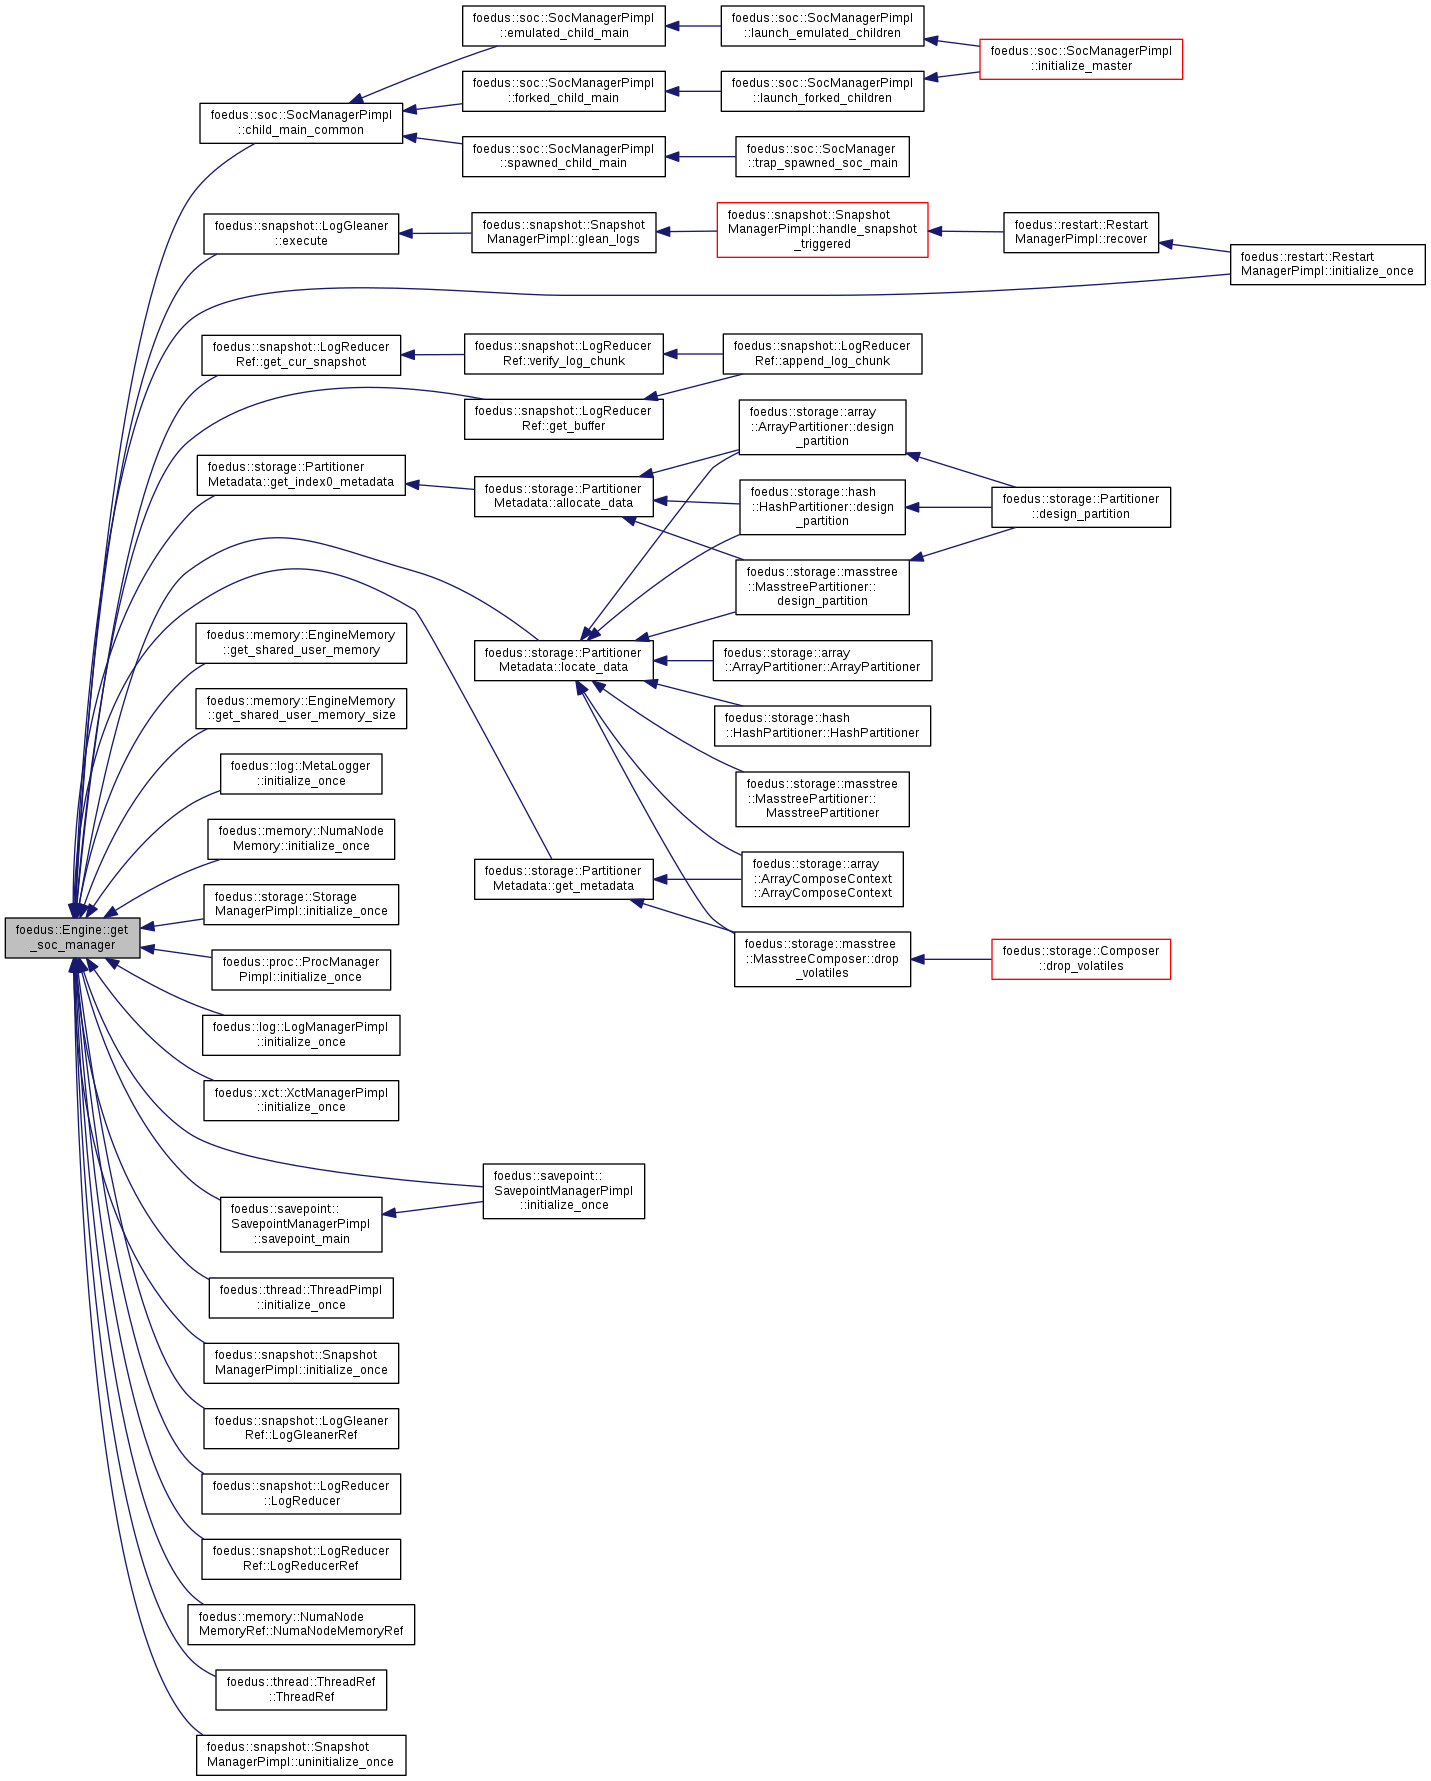 foedus::soc::SocManagerPimpl
::emulated_child_main
foedus::soc::SocManagerPimpl
::launch_emulated_children
foedus::soc::SocManagerPimpl
::initialize_master
foedus::soc::SocManagerPimpl
::forked_child_main
foedus::soc::SocManagerPimpl
::launch_forked_children
foedus::soc::SocManagerPimpl
::child_main_common
foedus::soc::SocManagerPimpl
::spawned_child_main
foedus::soc::SocManager
::trap_spawned_soc_main
foedus::snapshot::LogGleaner
::execute
foedus::snapshot::Snapshot
ManagerPimpl::glean_logs
foedus::snapshot::Snapshot
ManagerPimpl::handle_snapshot
_triggered
foedus::restart::Restart
ManagerPimpl::recover
foedus::restart::Restart
ManagerPimpl::initialize_once
foedus::snapshot::LogReducer
Ref::get_cur_snapshot
foedus::snapshot::LogReducer
Ref::verify_log_chunk
foedus::snapshot::LogReducer
Ref::append_log_chunk
foedus::snapshot::LogReducer
Ref::get_buffer
foedus::storage::array
::ArrayPartitioner::design
_partition
foedus::storage::Partitioner
Metadata::get_index0_metadata
foedus::storage::Partitioner
Metadata::allocate_data
foedus::storage::hash
::HashPartitioner::design
_partition
foedus::storage::Partitioner
::design_partition
foedus::storage::masstree
::MasstreePartitioner::
design_partition
foedus::memory::EngineMemory
::get_shared_user_memory
foedus::storage::Partitioner
Metadata::locate_data
foedus::storage::array
::ArrayPartitioner::ArrayPartitioner
foedus::memory::EngineMemory
::get_shared_user_memory_size
foedus::storage::hash
::HashPartitioner::HashPartitioner
foedus::log::MetaLogger
::initialize_once
foedus::storage::masstree
::MasstreePartitioner::
MasstreePartitioner
foedus::memory::NumaNode
Memory::initialize_once
foedus::storage::Partitioner
Metadata::get_metadata
foedus::storage::array
::ArrayComposeContext
::ArrayComposeContext
foedus::storage::Storage
ManagerPimpl::initialize_once
foedus::Engine::get
_soc_manager
foedus::storage::masstree
::MasstreeComposer::drop
_volatiles
foedus::storage::Composer
::drop_volatiles
foedus::proc::ProcManager
Pimpl::initialize_once
foedus::log::LogManagerPimpl
::initialize_once
foedus::xct::XctManagerPimpl
::initialize_once
foedus::savepoint::
SavepointManagerPimpl
::initialize_once
foedus::savepoint::
SavepointManagerPimpl
::savepoint_main
foedus::thread::ThreadPimpl
::initialize_once
foedus::snapshot::Snapshot
ManagerPimpl::initialize_once
foedus::snapshot::LogGleaner
Ref::LogGleanerRef
foedus::snapshot::LogReducer
::LogReducer
foedus::snapshot::LogReducer
Ref::LogReducerRef
foedus::memory::NumaNode
MemoryRef::NumaNodeMemoryRef
foedus::thread::ThreadRef
::ThreadRef
foedus::snapshot::Snapshot
ManagerPimpl::uninitialize_once